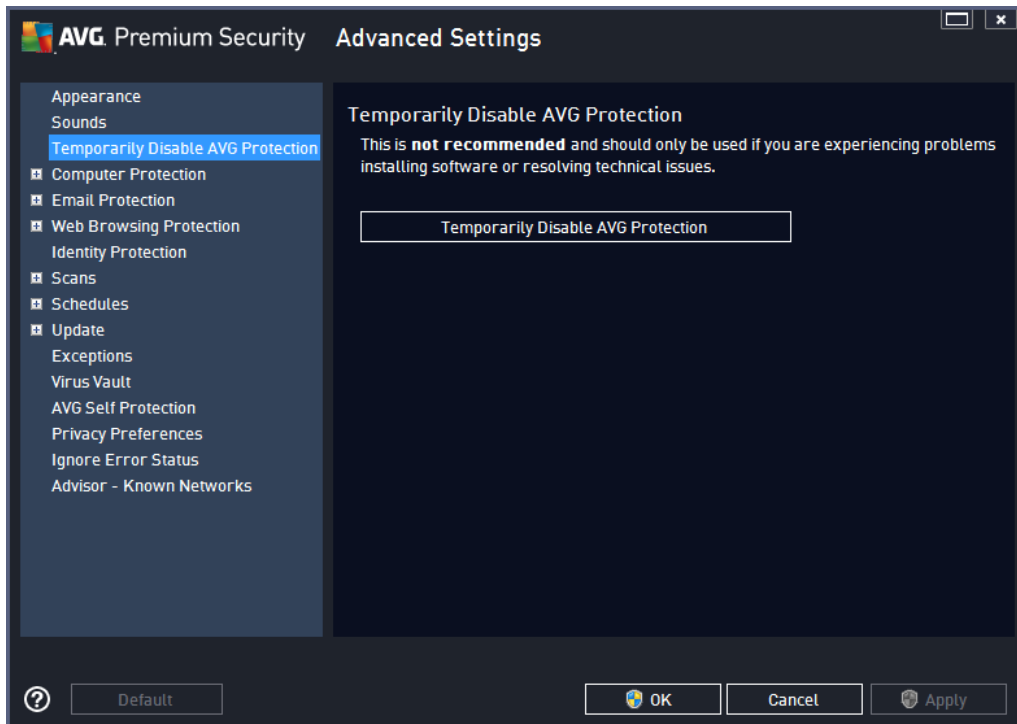 AVG. Premium Security
Advanced Settings
Appearance
Sounds
Temporarily Disable AVG Protection
Computer Protection
Email Protection
Web Browsing Protection
Identity Protection
Scans
Schedules
Update
Exceptions
Virus Vault
AVG Self Protection
Privacy Preferences
Ignore Error Status
Advisor - Known Networks
Temporarily Disable AVG Protection
This is not recommended and should only be used if you are experiencing problems
installing software or resolving technical issues.
Temporarily Disable AVG Protection
Default
OK
Cancel
Apply